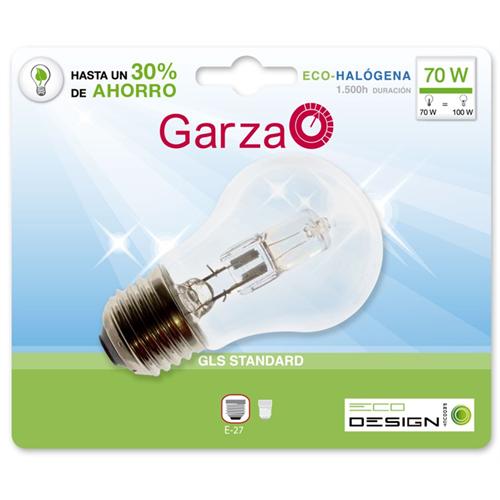 HASTA UN 30%
DE AHORRO
ECO-HALÓGENA
1.500h DURACIÓN
70 W
70 W = 100 W
Garza
GLS STANDARD
E-27
ECO
DESIGN